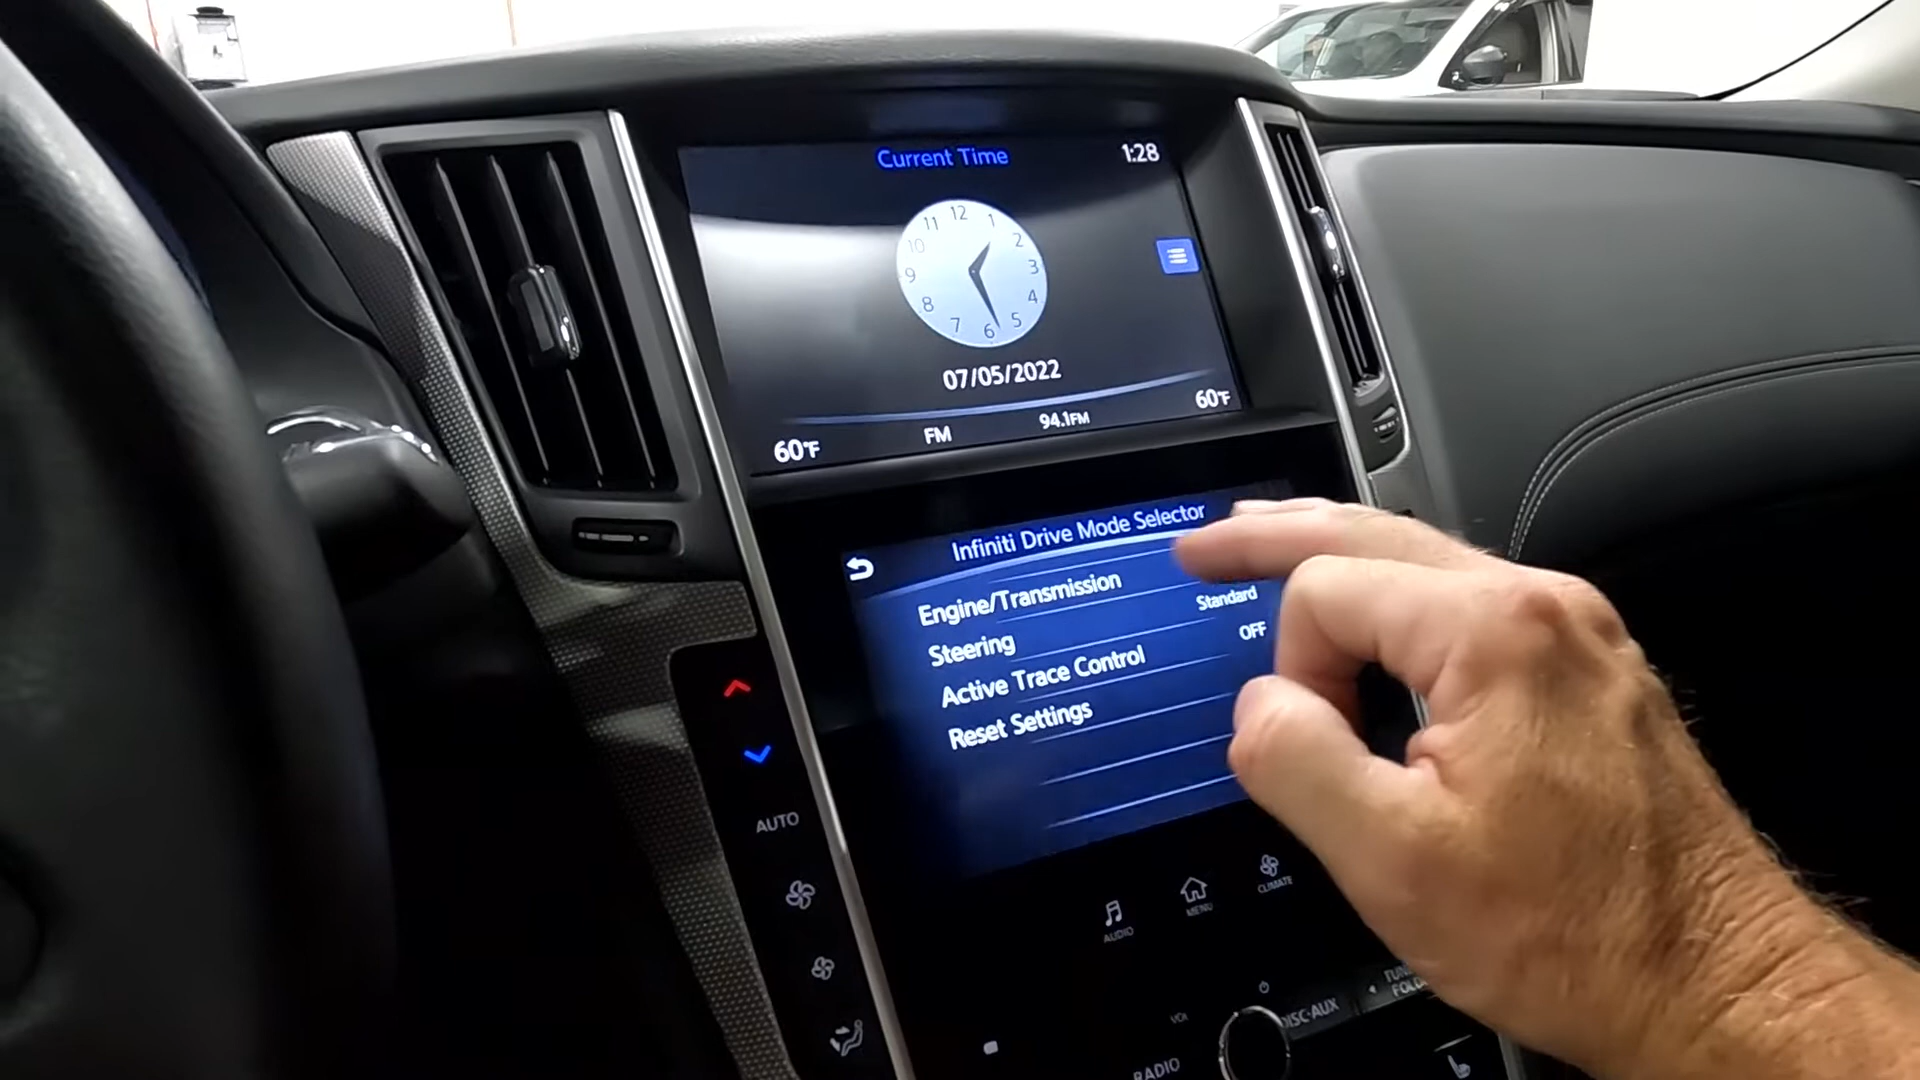 Current Time
1:28
11 12 1
10 2
9 3
8 4
7 6 5
07/05/2022
60°F FM 94.1FM 60°F
Infiniti Drive Mode Selector
Engine/Transmission
Standard
Steering
OFF
Active Trace Control
Reset Settings
AUTO
AUDIO
MENU
CLIMATE
VOL
RADIO
DISC·AUX